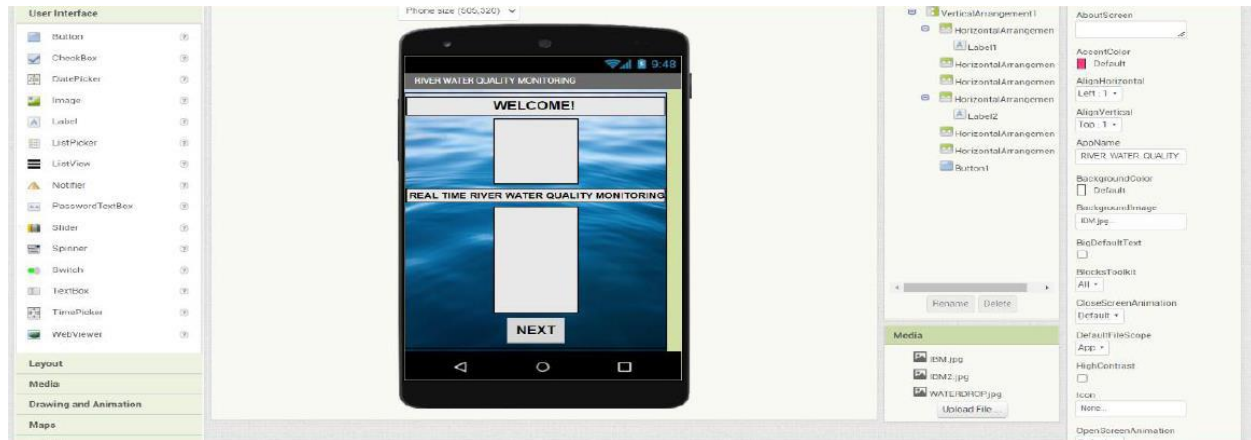 User Interface
Button
CheckBox
DatePicker
Image
Label
ListPicker
ListView
Notifier
PasswordTextBox
Slider
Spinner
Switch
TextBox
TimePicker
WebViewer
Layout
Media
Drawing and Animation
Maps
Phone size (505,320)
9:48
RIVER WATER QUALITY MONITORING
WELCOME!
REAL TIME RIVER WATER QUALITY MONITORING
NEXT
VerticalArrangement1
HorizontalArrangemen
Label1
HorizontalArrangemen
HorizontalArrangemen
HorizontalArrangemen
Label2
HorizontalArrangemen
HorizontalArrangemen
Button1
Rename Delete
Media
IBM.jpg
IBM2.jpg
WATERDROP.jpg
Upload File ...
AboutScreen
AccentColor
Default
AlignHorizontal
Left : 1
AlignVertical
Top : 1
AppName
RIVER WATER QUALITY
BackgroundColor
Default
BackgroundImage
IBM.jpg...
BigDefaultText
BlocksToolkit
All
CloseScreenAnimation
Default
DefaultFileScope
App
HighContrast
Icon
None...
OpenScreenAnimation